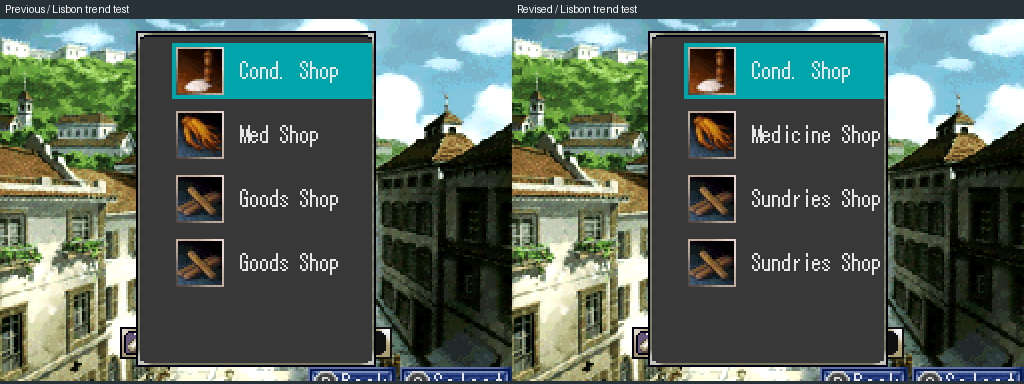 Previous / Lisbon trend test
Cond. Shop
Med Shop
Goods Shop
Goods Shop
Revised / Lisbon trend test
Cond. Shop
Medicine Shop
Sundries Shop
Sundries Shop